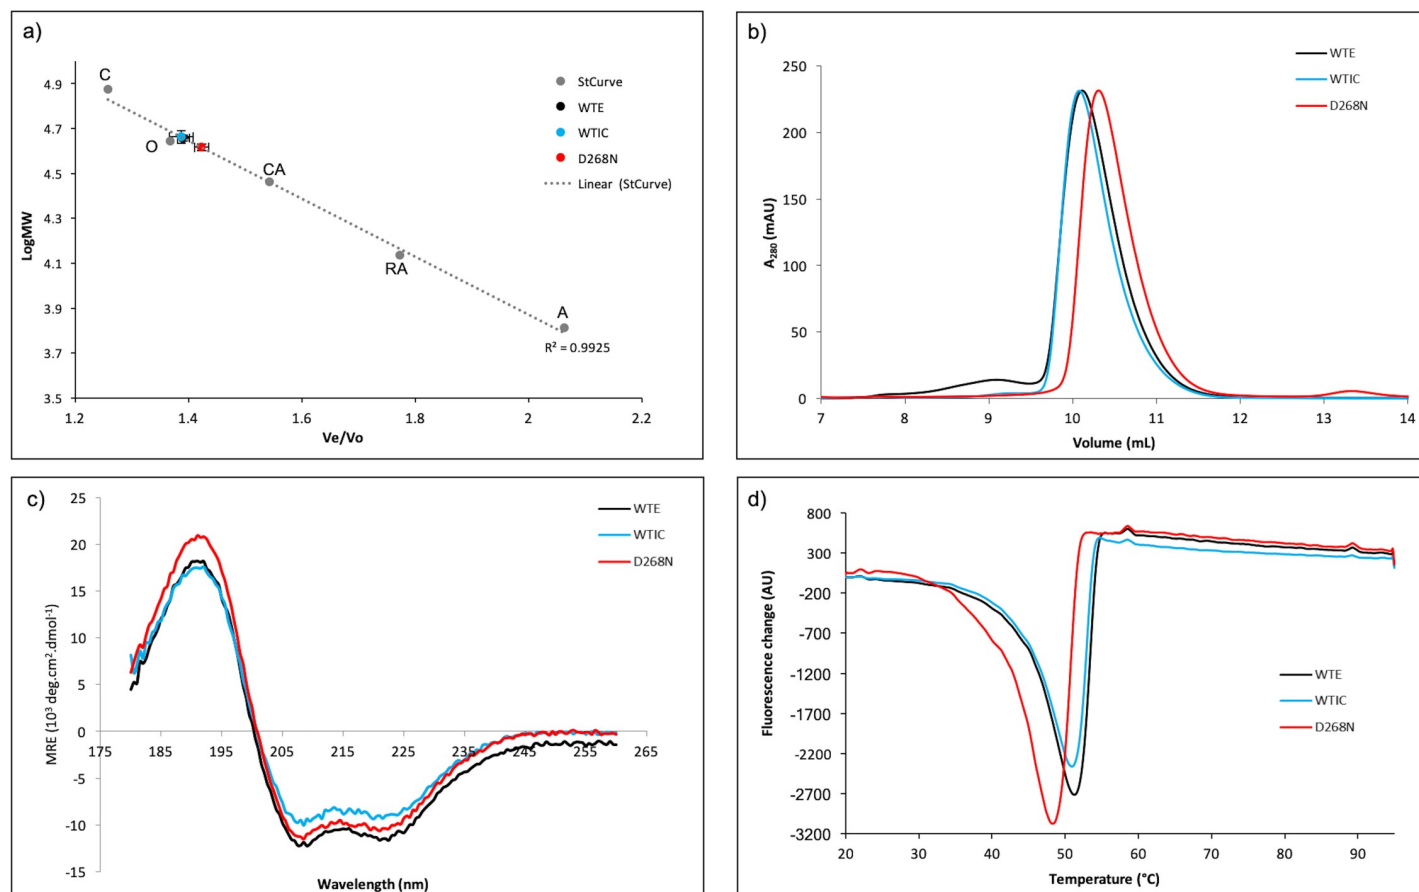 a)
C
4.9
4.7
4.5
4.3
4.1
3.9
3.7
3.5
O
CA
RA
A
R² = 0.9925
StCurve
WTE
WTIC
D268N
Linear (StCurve)
LogMW
1.2 1.4 1.6 1.8 2 2.2
Ve/Vo
b)
WTE
WTIC
D268N
250
200
150
100
50
0
A₂₈₀ (mAU)
7 8 9 10 11 12 13 14
Volume (mL)
c)
25
20
15
10
5
0
-5
-10
-15
WTE
WTIC
D268N
MRE (10³ deg.cm².dmol⁻¹)
175 185 195 205 215 225 235 245 255 265
Wavelength (nm)
d)
800
300
-200
-700
-1200
-1700
-2200
-2700
-3200
Fluorescence change (AU)
WTE
WTIC
D268N
20 30 40 50 60 70 80 90
Temperature (°C)